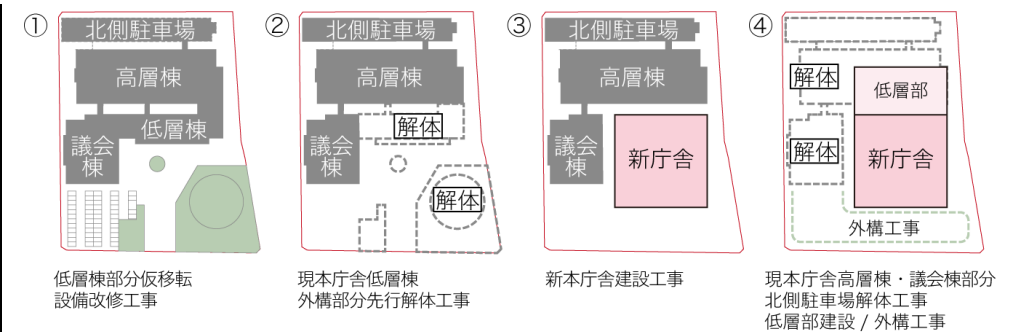 ①
北側駐車場
高層棟
低層棟
議会
棟
低層棟部分仮移転
設備改修工事
②
北側駐車場
高層棟
解体
議会
棟
解体
現本庁舎低層棟
外構部分先行解体工事
③
北側駐車場
高層棟
議会
棟
新庁舎
新本庁舎建設工事
④
解体
低層部
解体
新庁舎
外構工事
現本庁舎高層棟・議会棟部分
北側駐車場解体工事
低層部建設 / 外構工事